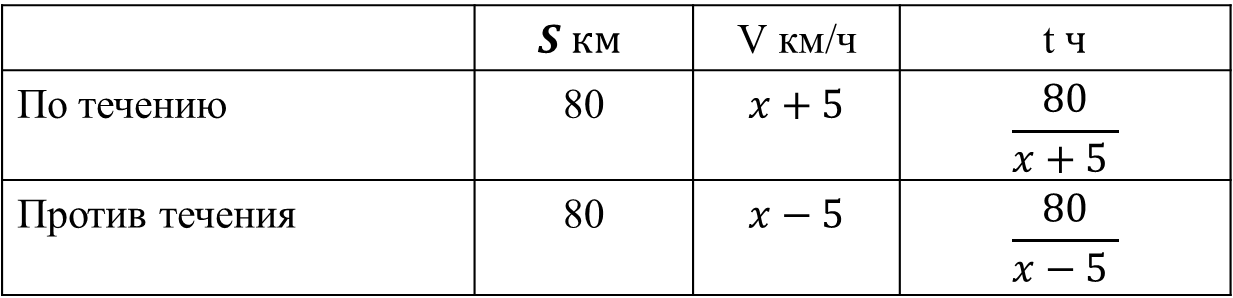 S км V км/ч t ч
По течению 80 x + 5 80
x + 5
Против течения 80 x − 5 80
x − 5